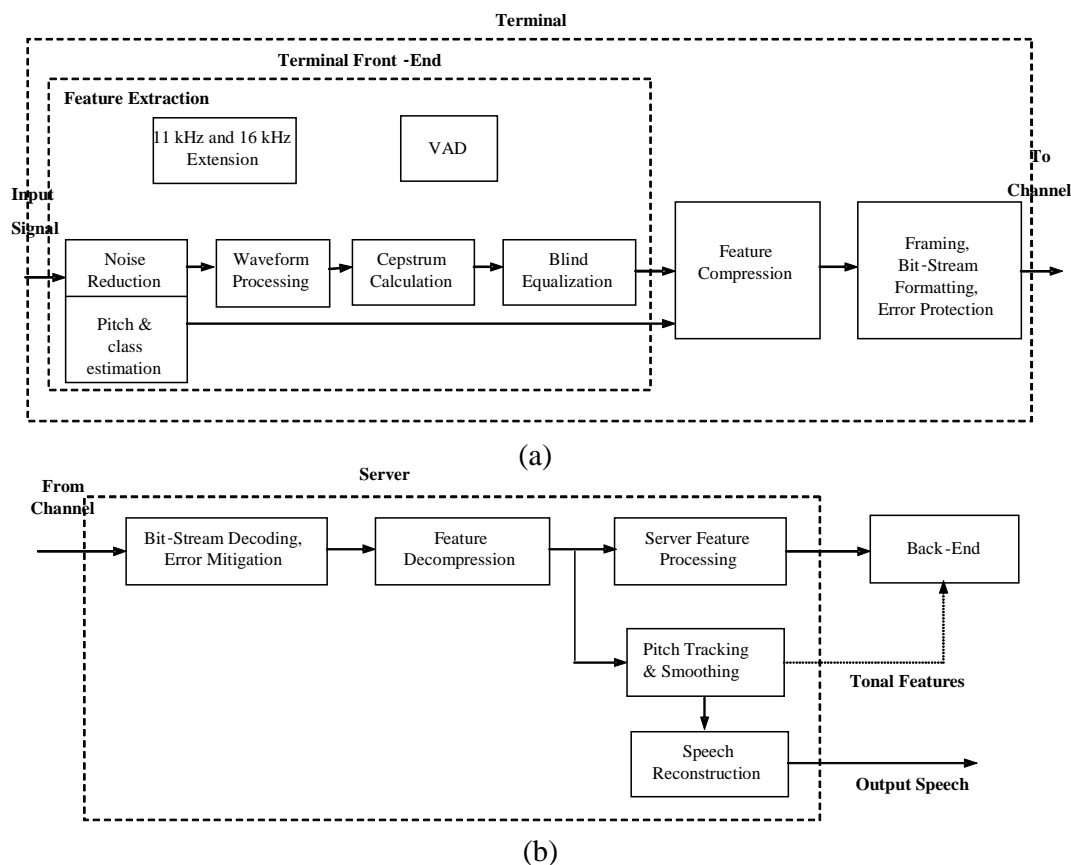 Terminal
Terminal Front -End
Feature Extraction
11 kHz and 16 kHz
Extension
VAD
To
Channel
Input
Signal
Noise
Reduction
Waveform
Processing
Cepstrum
Calculation
Blind
Equalization
Feature
Compression
Framing,
Bit-Stream
Formatting,
Error Protection
Pitch &
class
estimation
(a)
From
Channel
Server
Bit-Stream Decoding,
Error Mitigation
Feature
Decompression
Server Feature
Processing
Back-End
Pitch Tracking
& Smoothing
Tonal Features
Speech
Reconstruction
Output Speech
(b)